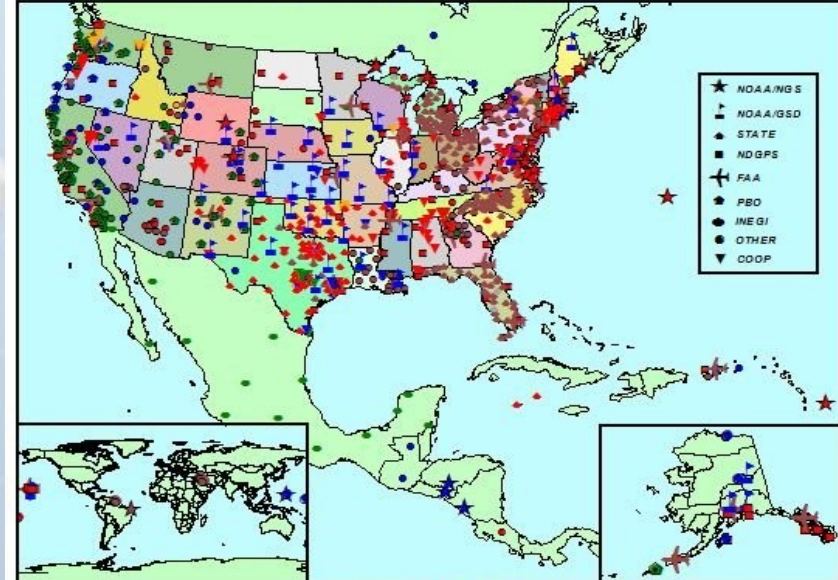 NOAA/NGS
NOAA/GSD
STATE
NDGPS
FAA
PBO
INEGI
OTHER
COOP